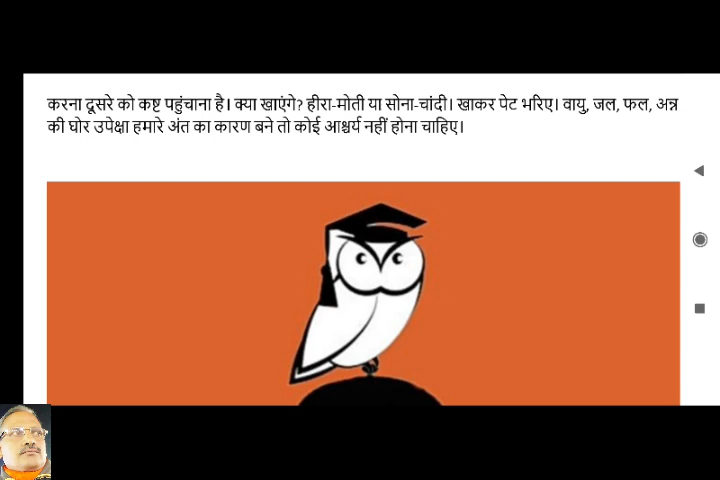 करना दूसरे को कष्ट पहुंचाना है। क्या खाएंगे? हीरा-मोती या सोना-चांदी। खाकर पेट भरिए। वायु, जल, फल, अन्न
की घोर उपेक्षा हमारे अंत का कारण बने तो कोई आश्चर्य नहीं होना चाहिए।